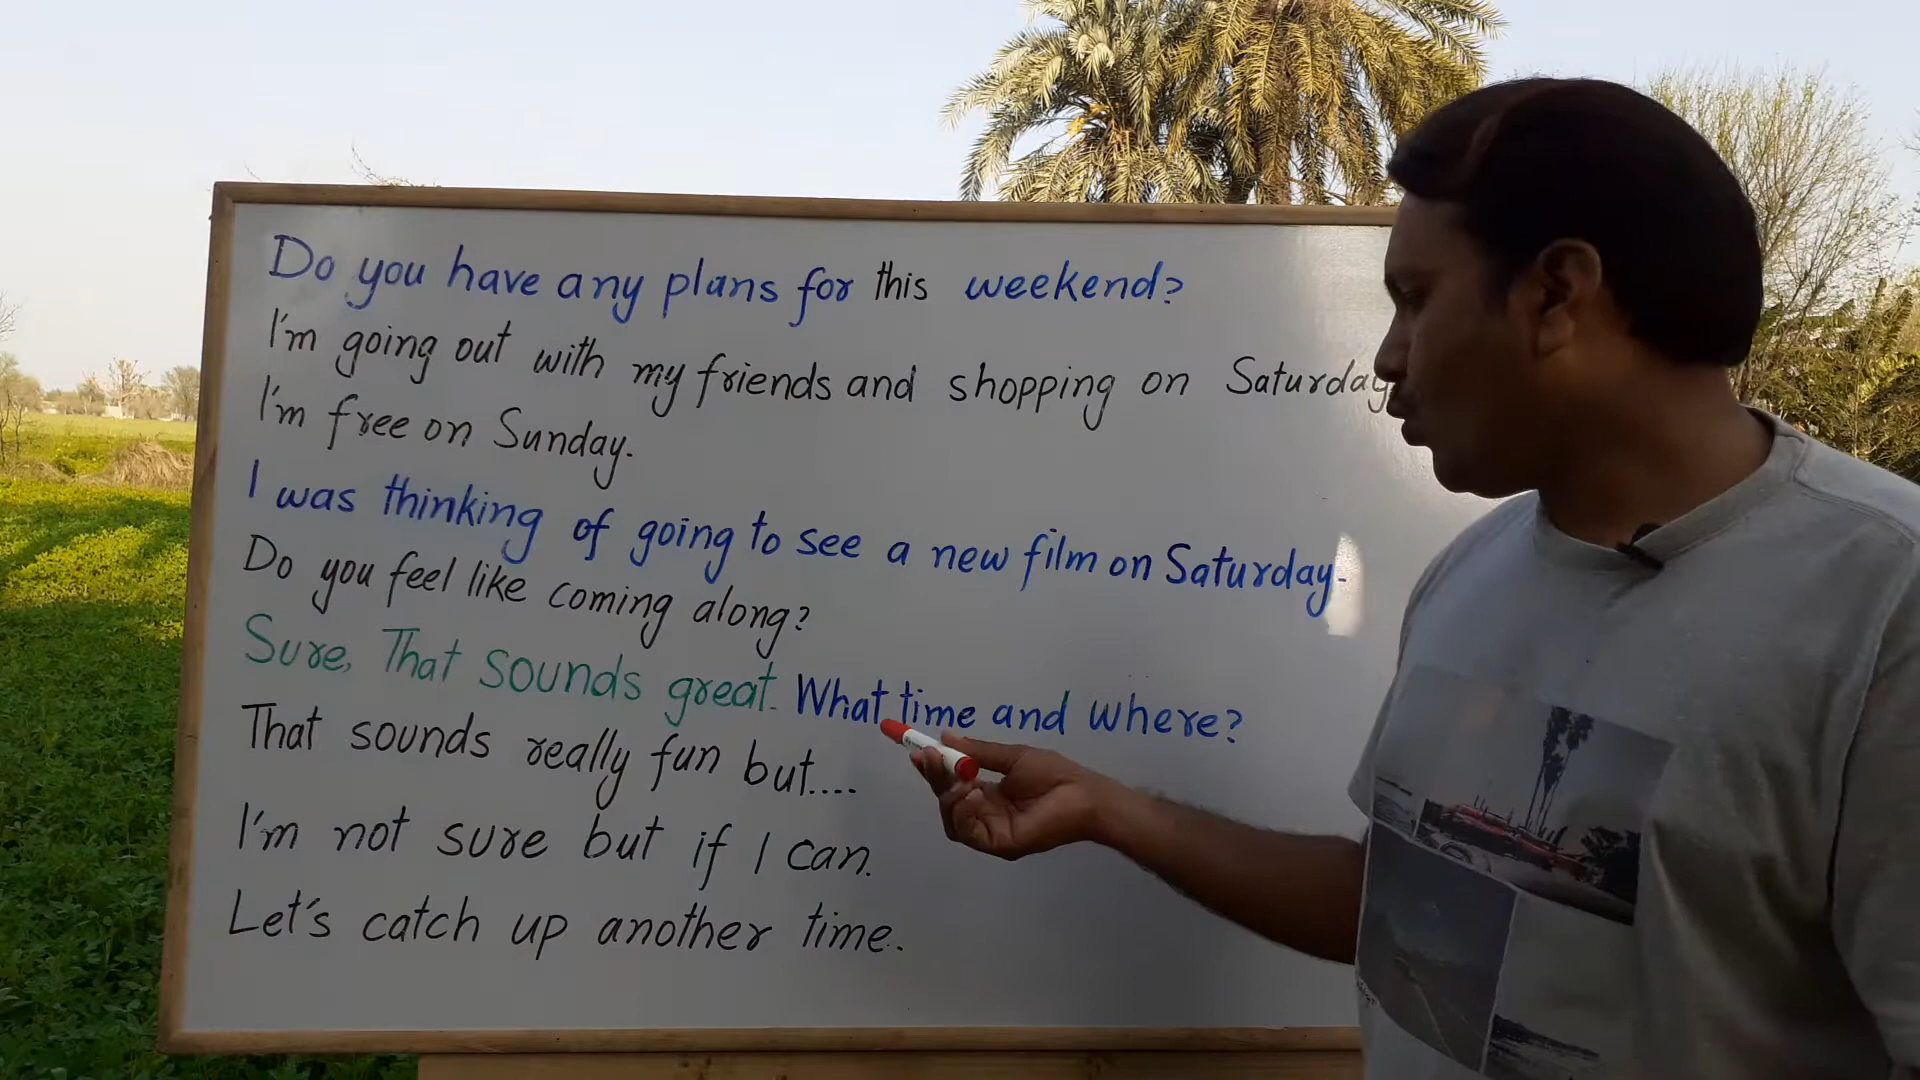 Do you have any plans for this weekend?
I'm going out with my friends and shopping on Saturday
I'm free on Sunday.
I was thinking of going to see a new film on Saturday.
Do you feel like coming along?
Sure, That sounds great. What time and where?
That sounds really fun but....
I'm not sure but if I can.
Let's catch up another time..